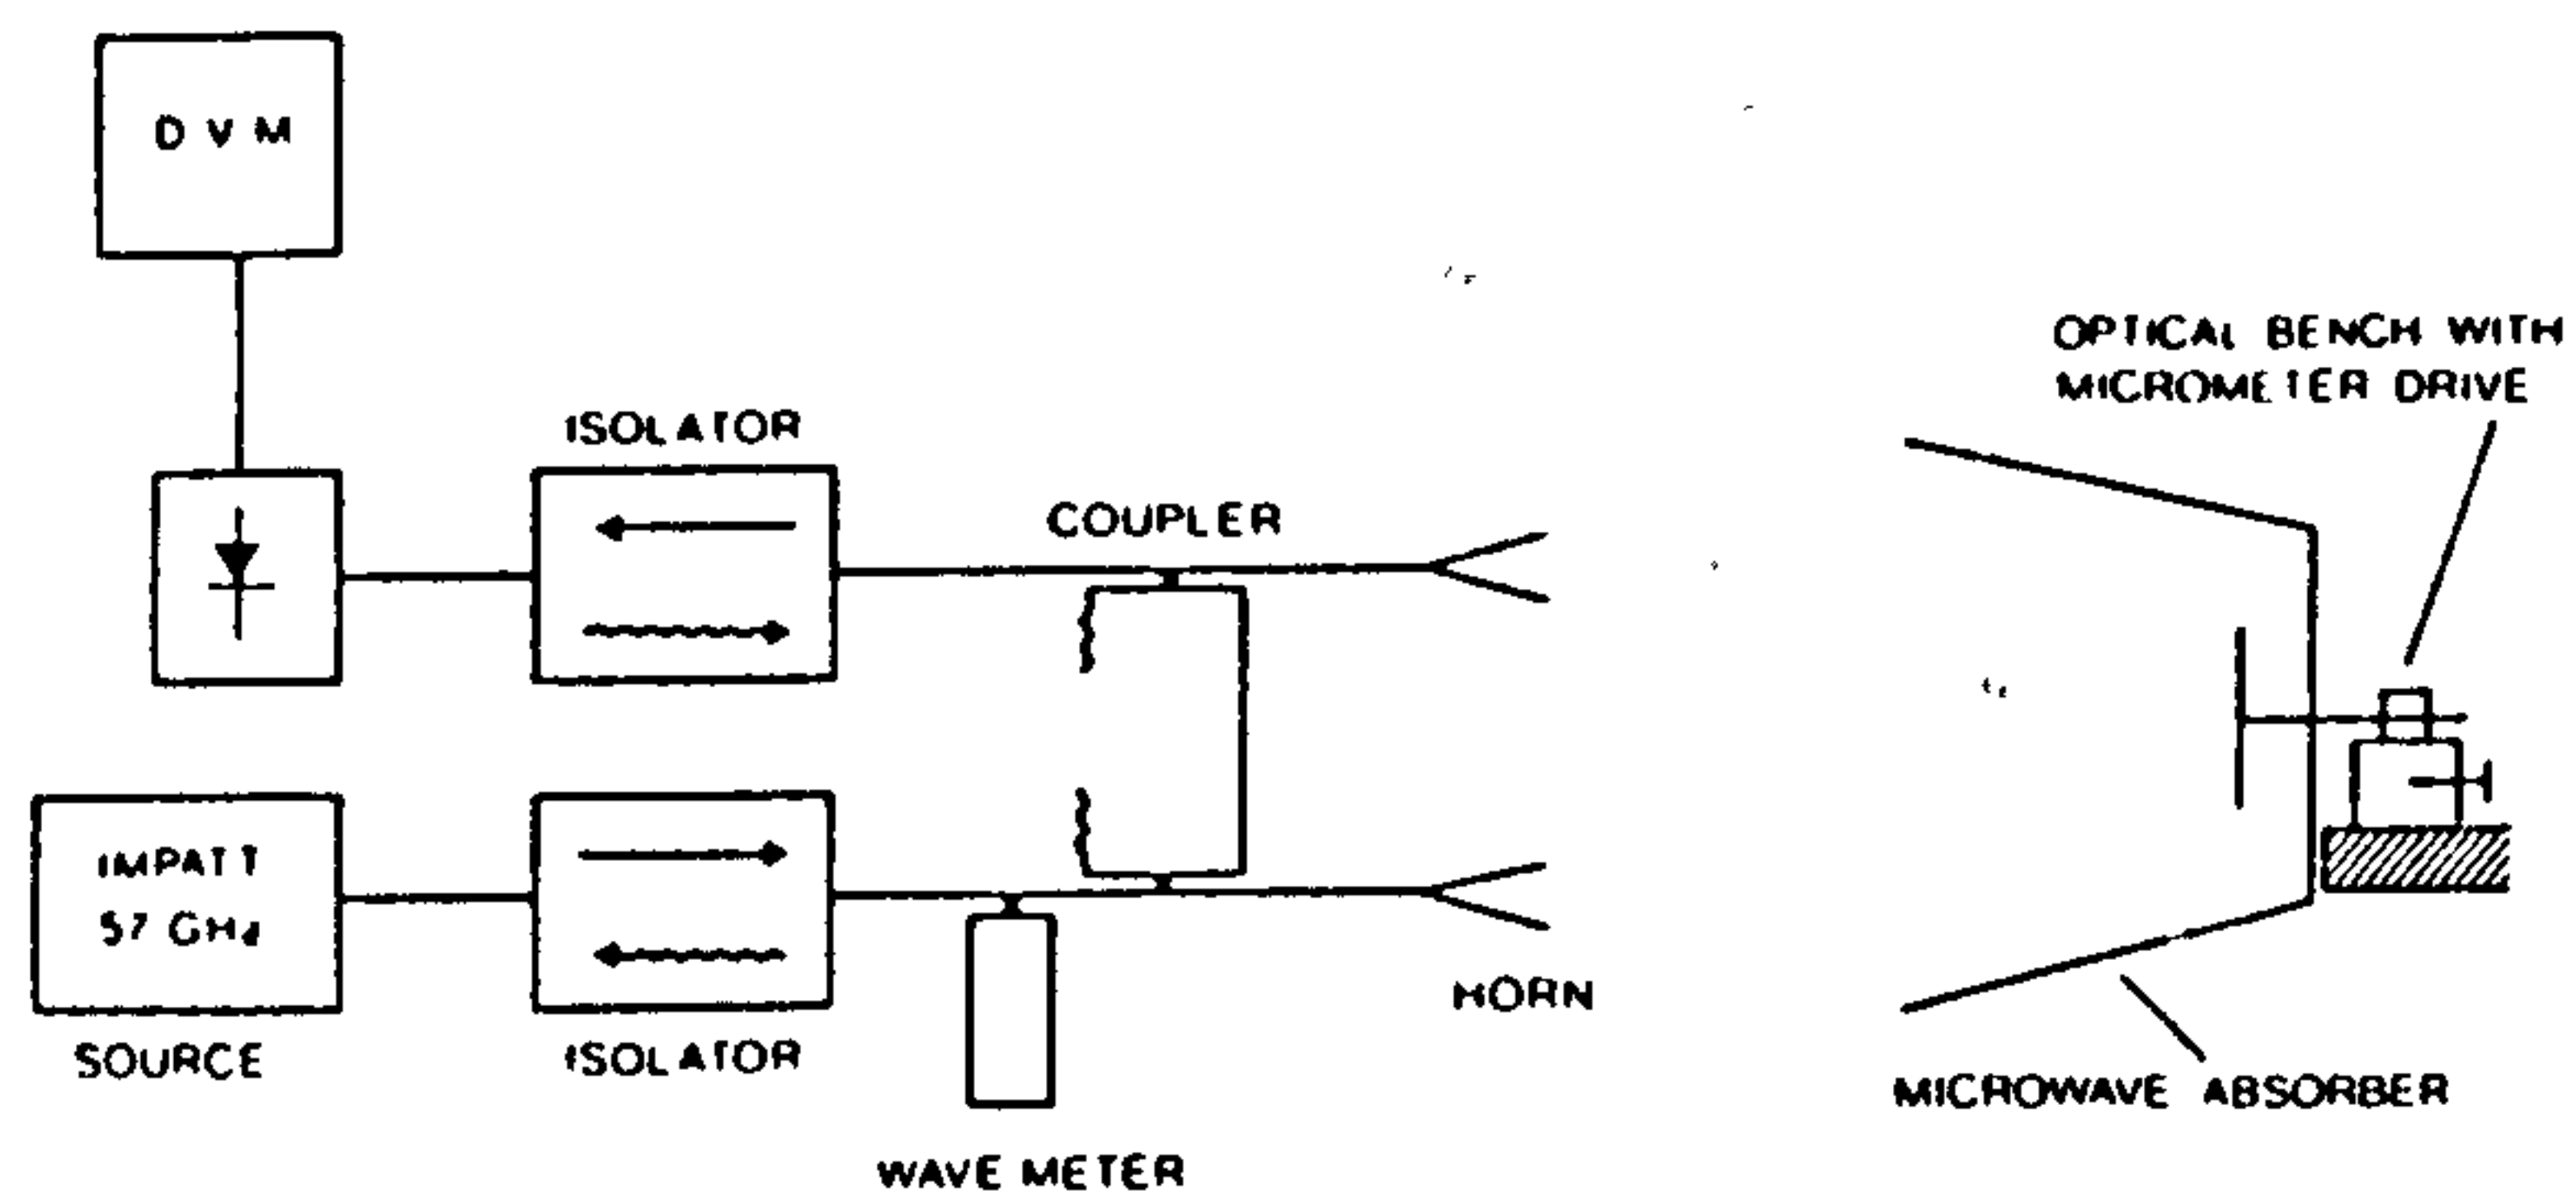 D V M
OPTICAL BENCH WITH
MICROMETER DRIVE
ISOLATOR
COUPLER
IMPATT
57 GHz
HORN
SOURCE
ISOLATOR
MICROWAVE ABSORBER
WAVE METER